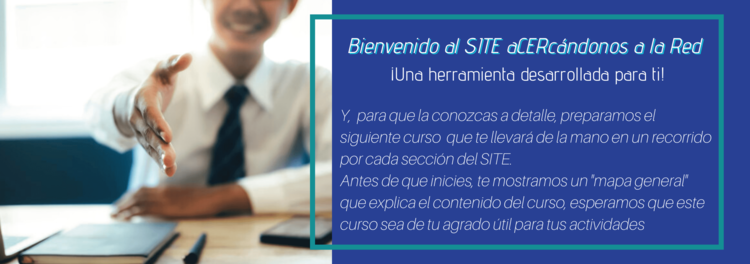 Bienvenido al SITE aCERcándonos a la Red
¡Una herramienta desarrollada para ti!
Y, para que la conozcas a detalle, preparamos el
siguiente curso que te llevará de la mano en un recorrido
por cada sección del SITE.
Antes de que inicies, te mostramos un "mapa general"
que explica el contenido del curso, esperamos que este
curso sea de tu agrado útil para tus actividades